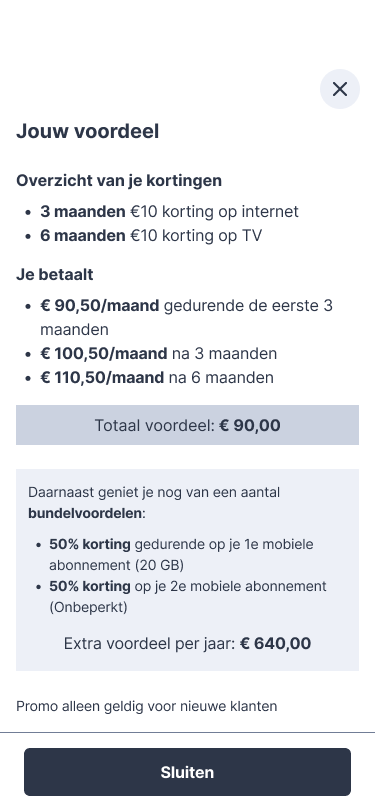 Jouw voordeel
Overzicht van je kortingen
• 3 maanden €10 korting op internet
• 6 maanden €10 korting op TV
Je betaalt
• € 90,50/maand gedurende de eerste 3
maanden
• € 100,50/maand na 3 maanden
• € 110,50/maand na 6 maanden
Totaal voordeel: € 90,00
Daarnaast geniet je nog van een aantal
bundelvoordelen:
• 50% korting gedurende op je 1e mobiele
abonnement (20 GB)
• 50% korting op je 2e mobiele abonnement
(Onbeperkt)
Extra voordeel per jaar: € 640,00
Promo alleen geldig voor nieuwe klanten
Sluiten